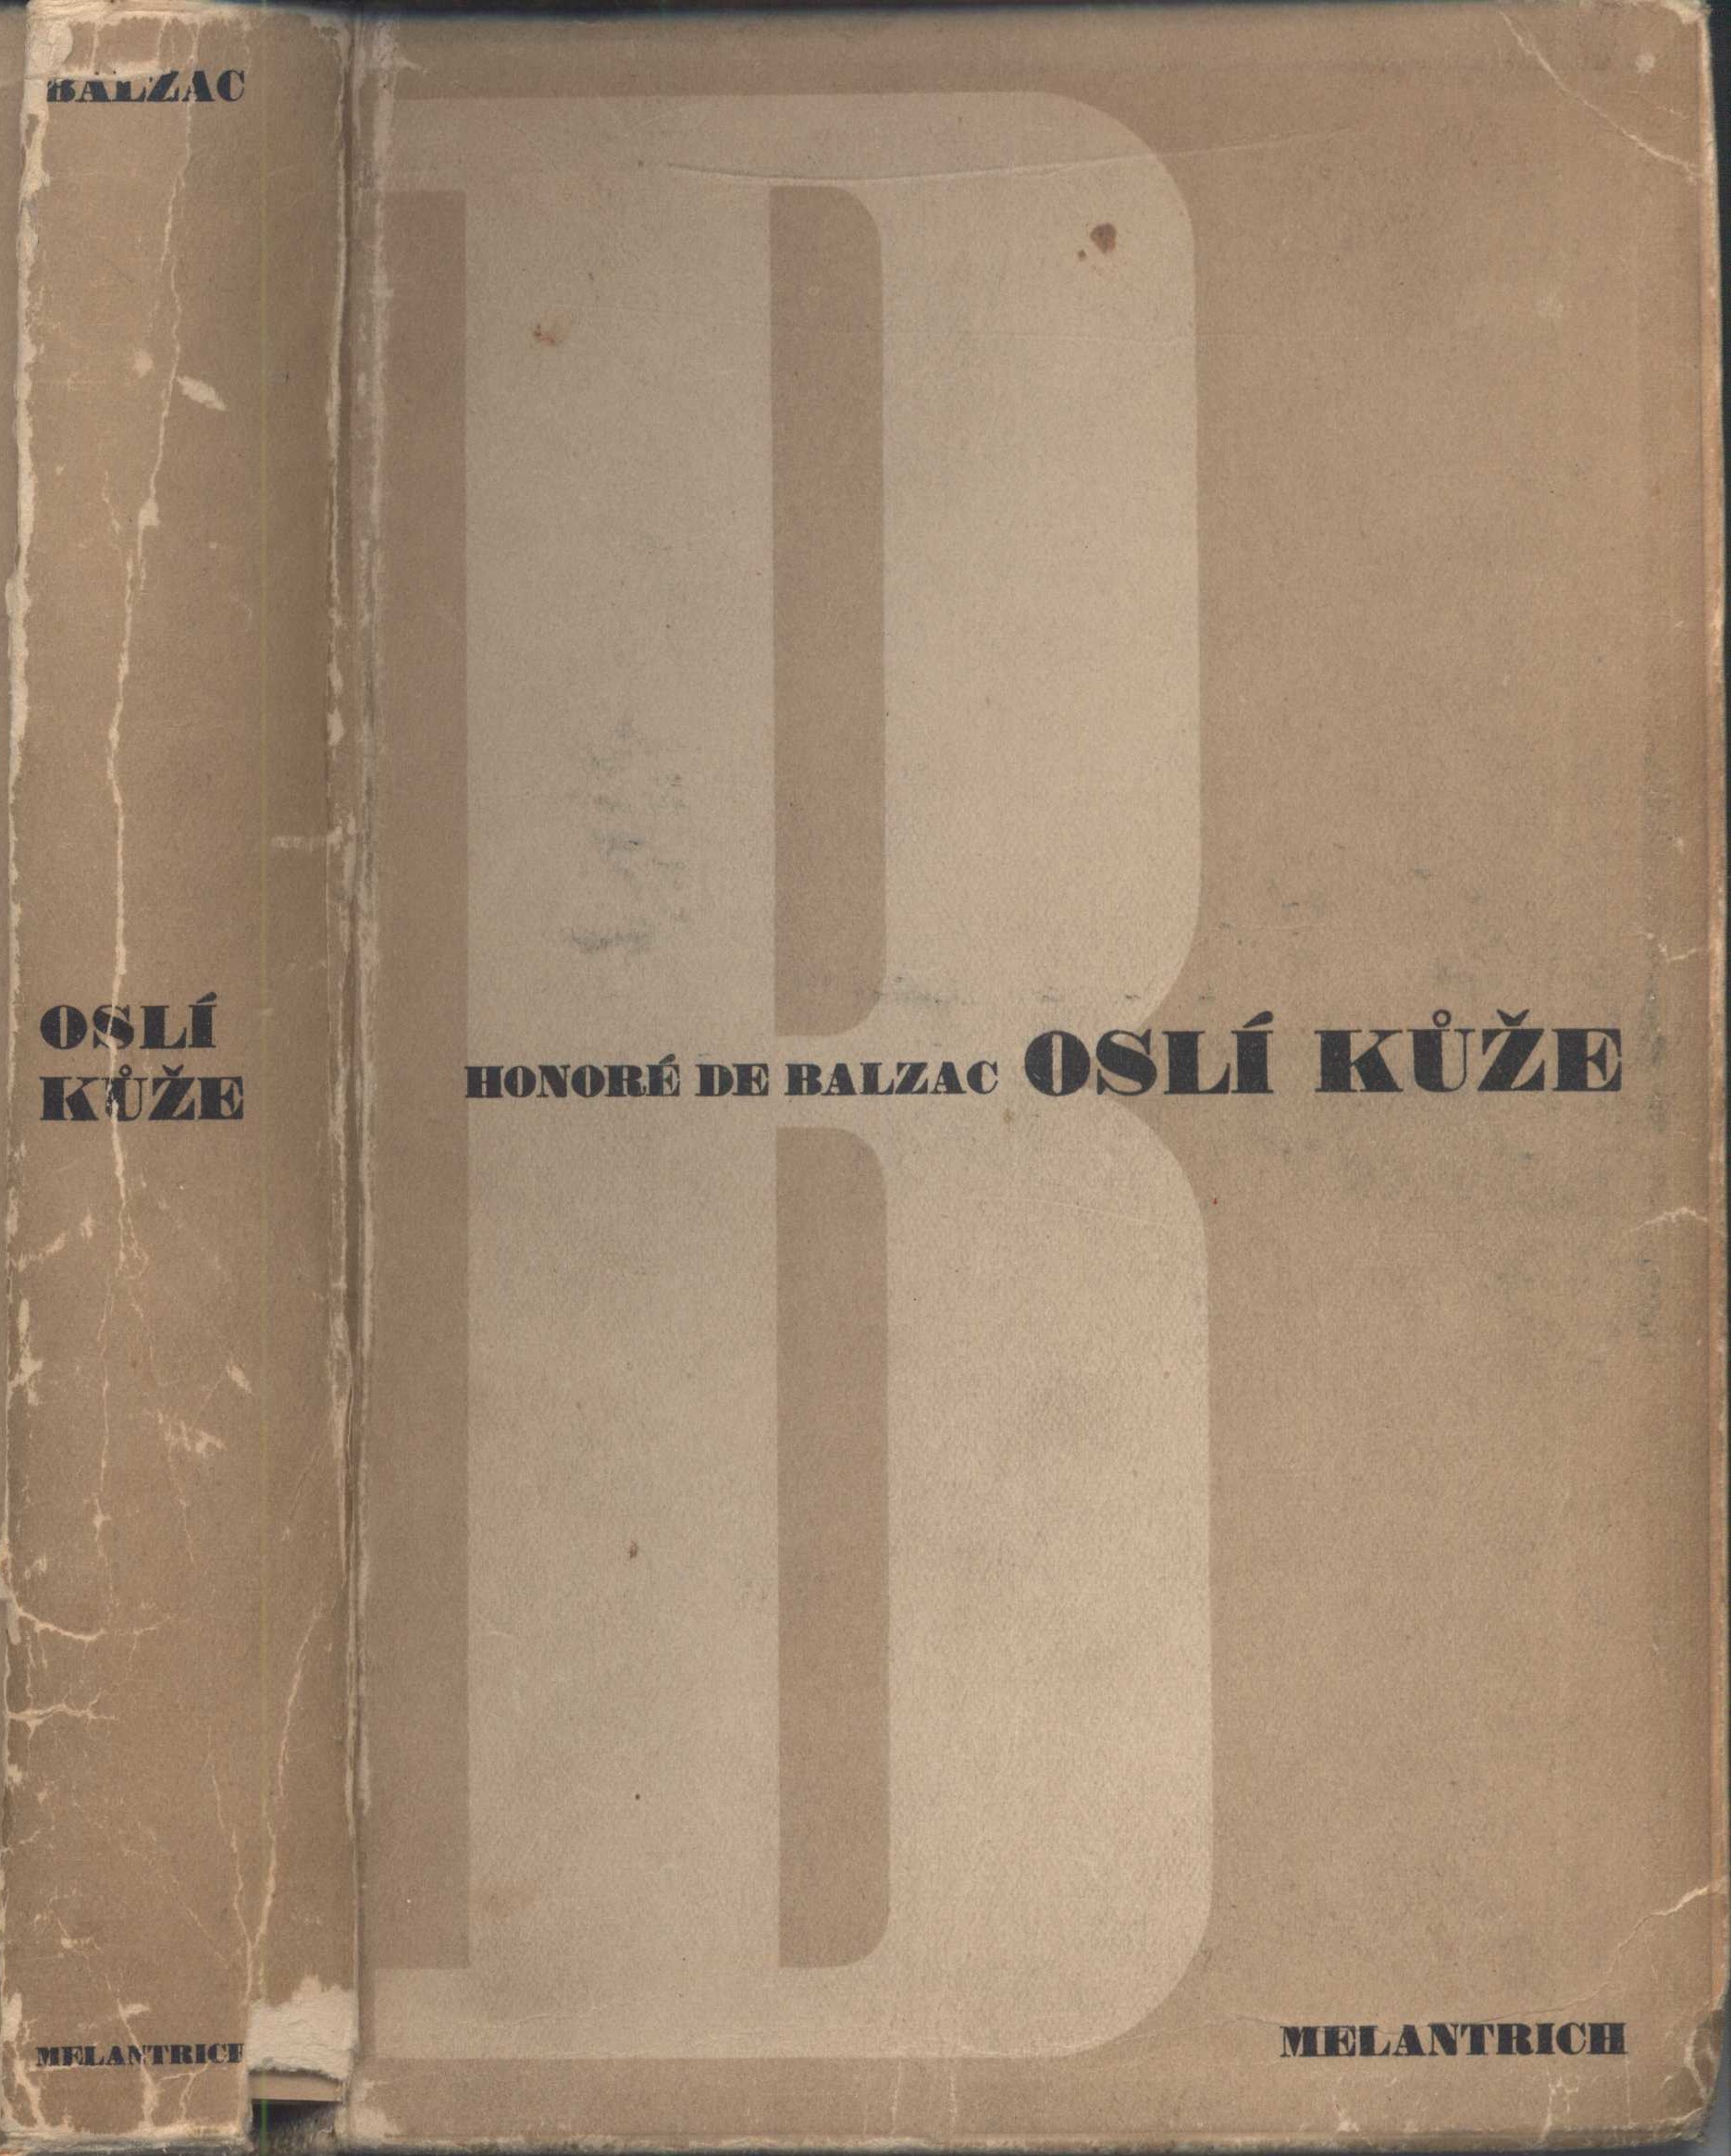 BALZAC
OSLÍ
KŮŽE
MELANTRICH
B
HONORÉ DE BALZAC OSLÍ KŮŽE
MELANTRICH